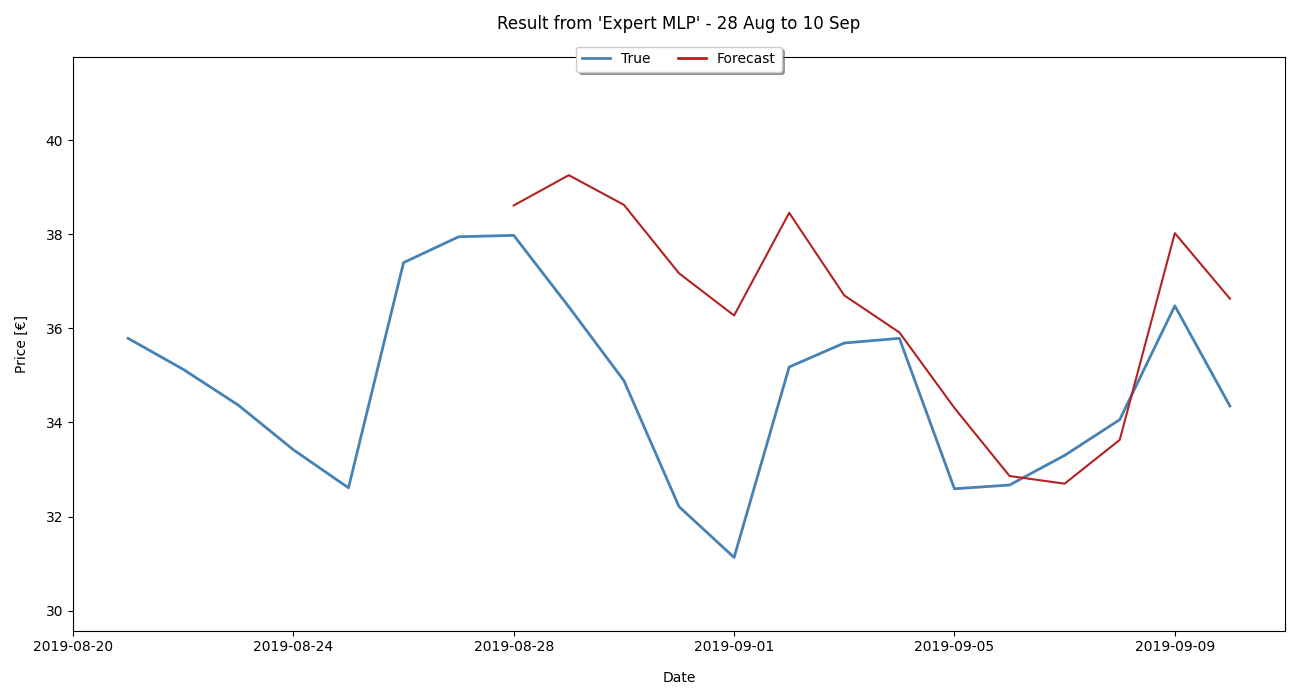 Result from 'Expert MLP' - 28 Aug to 10 Sep
True
Forecast
Price [€]
40
38
36
34
32
30
2019-08-20
2019-08-24
2019-08-28
2019-09-01
2019-09-05
2019-09-09
Date